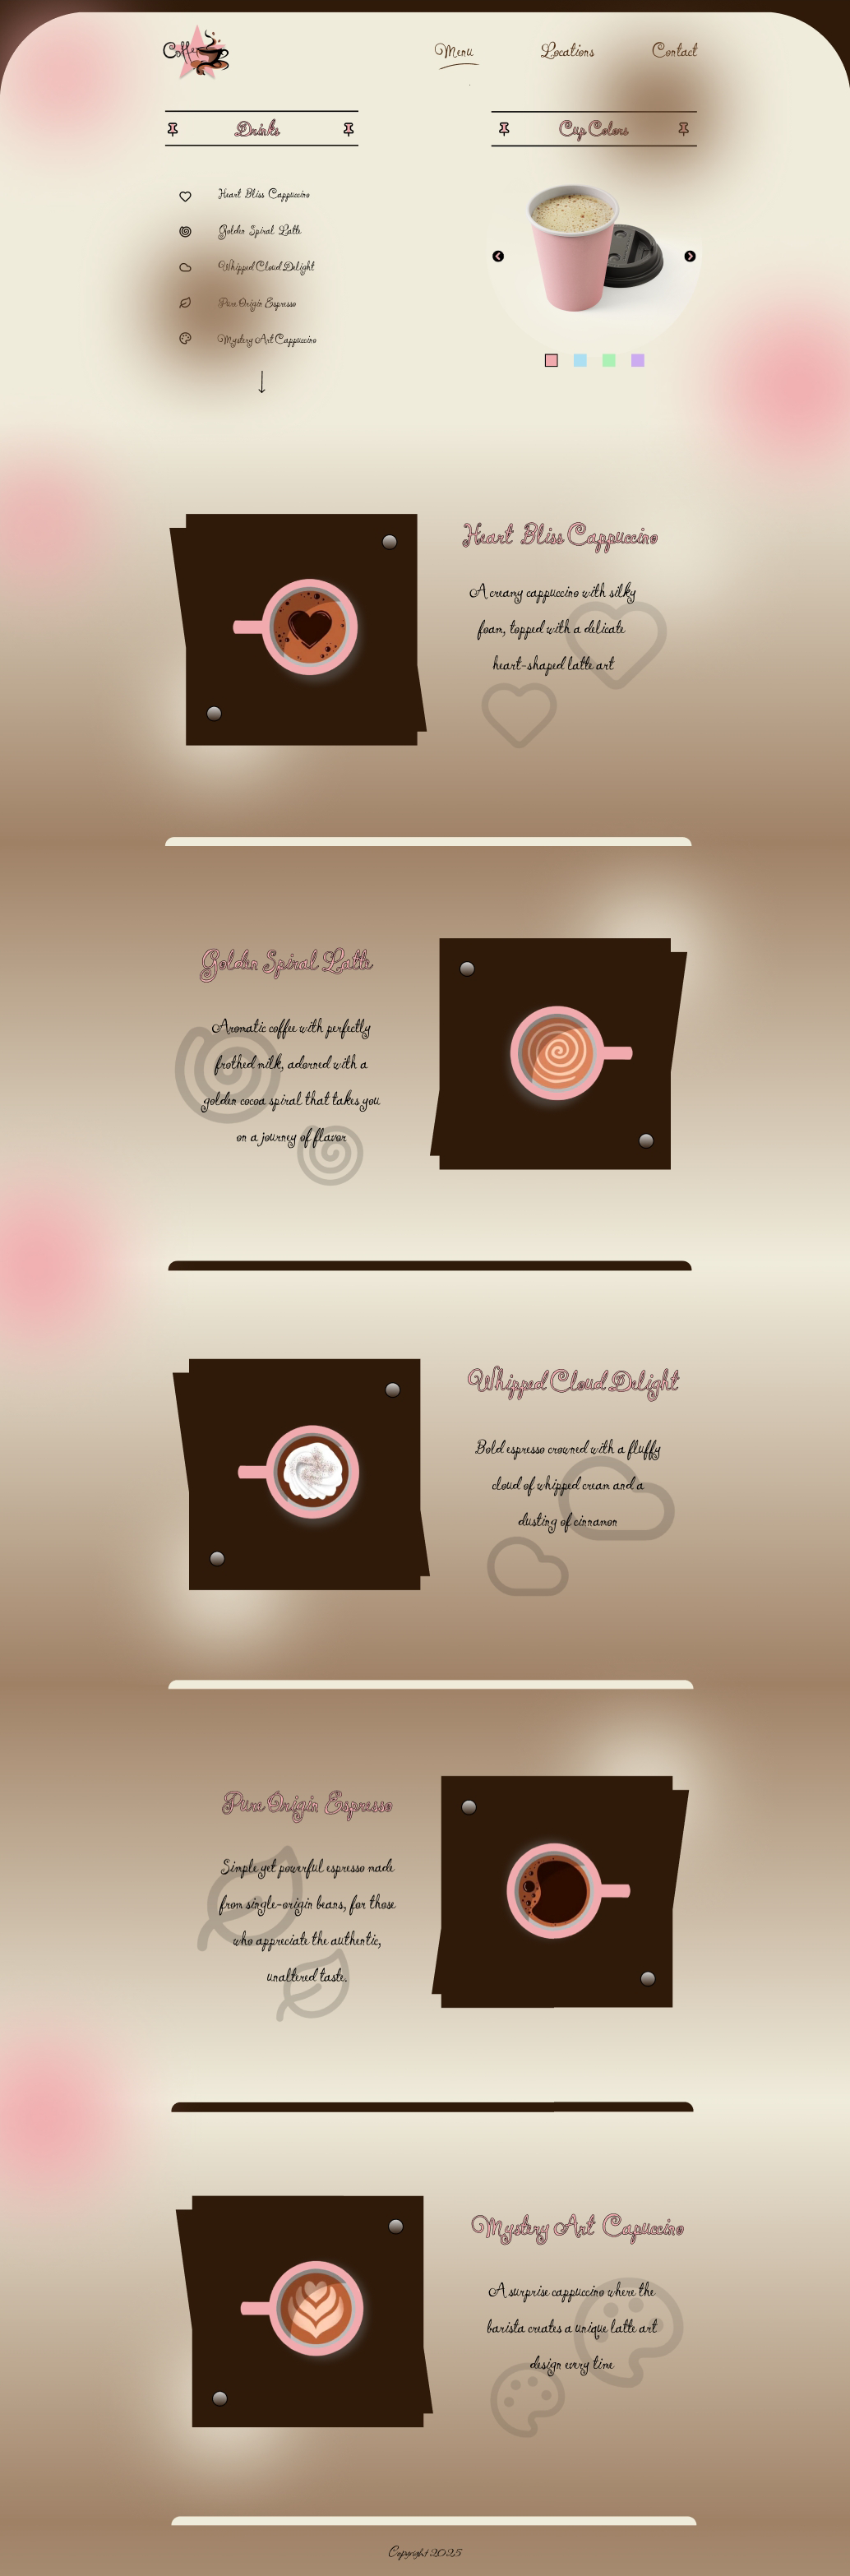 Coffee
Menu
Locations
Contact
Drinks
Cup Colors
Heart Bliss Cappuccino
Golden Spiral Latte
Whipped Cloud Delight
Pure Origin Espresso
Mystery Art Cappuccino
Heart Bliss Cappuccino
A creamy cappuccino with silky
foam, topped with a delicate
heart-shaped latte art
Golden Spiral Latte
Aromatic coffee with perfectly
frothed milk, adorned with a
golden cocoa spiral that takes you
on a journey of flavor
Whipped Cloud Delight
Bold espresso crowned with a fluffy
cloud of whipped cream and a
dusting of cinnamon
Pure Origin Espresso
Simple yet powerful espresso made
from single-origin beans, for those
who appreciate the authentic,
unaltered taste.
Mystery Art Capuccino
A surprise cappuccino where the
barista creates a unique latte art
design every time
Copyright 2025